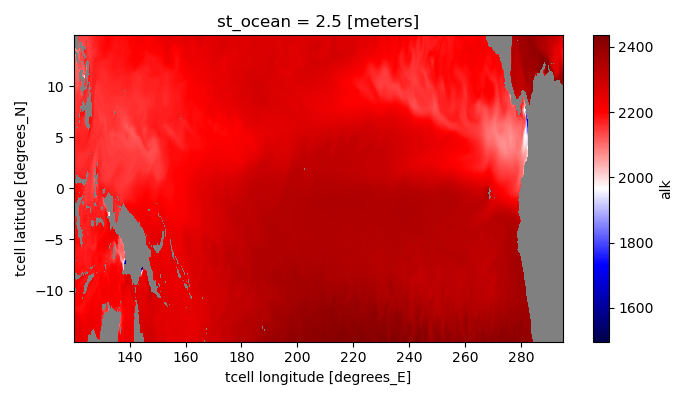 st_ocean = 2.5 [meters]
10
5
0
−5
−10
tcell latitude [degrees_N]
140 160 180 200 220 240 260 280
tcell longitude [degrees_E]
2400
2200
2000
1800
1600
alk